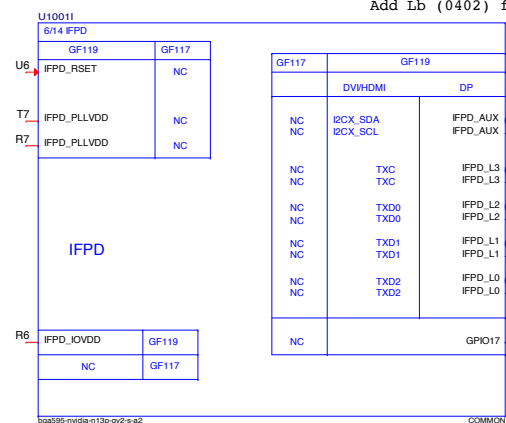 Add Lb (0402) f
U1001I
6/14 IFPD
GF119 GF117
U6 IFPD_RSET NC
T7 IFPD_PLLVDD NC
R7 IFPD_PLLVDD NC
IFPD
R6 IFPD_IOVDD GF119
NC GF117
GF117 GF119
DVI/HDMI DP
NC I2CX_SDA IFPD_AUX
NC I2CX_SCL IFPD_AUX
NC TXC IFPD_L3
NC TXC IFPD_L3
NC TXD0 IFPD_L2
NC TXD0 IFPD_L2
NC TXD1 IFPD_L1
NC TXD1 IFPD_L1
NC TXD2 IFPD_L0
NC TXD2 IFPD_L0
NC GPIO17
bga595-nvidia-n13p-gv2-s-a2 COMMON